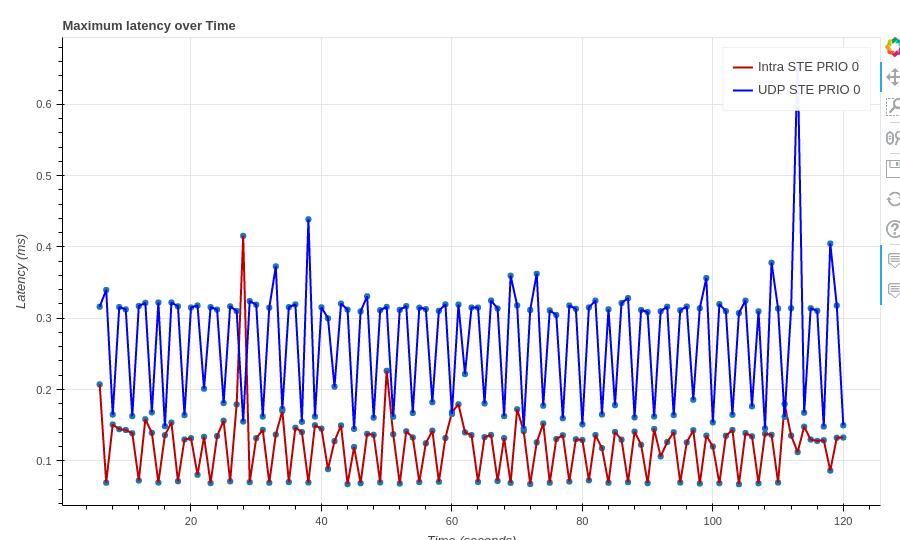 Maximum latency over Time
Intra STE PRIO 0
UDP STE PRIO 0
Latency (ms)
0.6
0.5
0.4
0.3
0.2
0.1
20
40
60
80
100
120
Time (seconds)